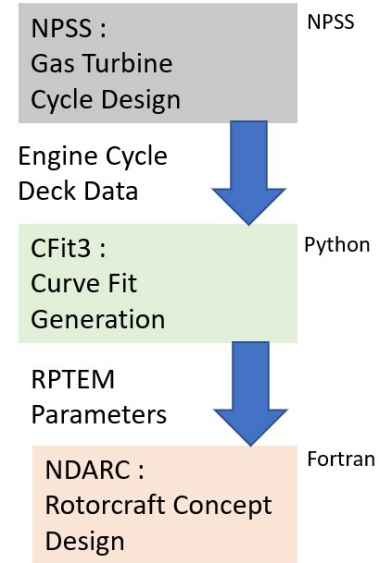 NPSS :
Gas Turbine
Cycle Design
NPSS
Engine Cycle
Deck Data
CFit3 :
Curve Fit
Generation
Python
RPTEM
Parameters
NDARC :
Rotorcraft Concept
Design
Fortran